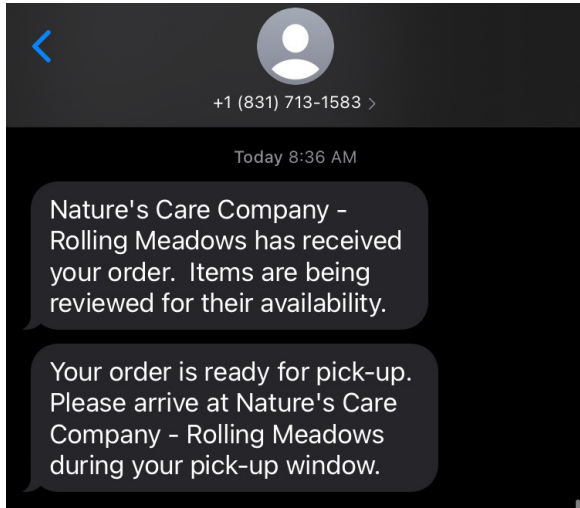 +1 (831) 713-1583 >
Today 8:36 AM
Nature's Care Company -
Rolling Meadows has received
your order.  Items are being
reviewed for their availability.
Your order is ready for pick-up.
Please arrive at Nature's Care
Company - Rolling Meadows
during your pick-up window.